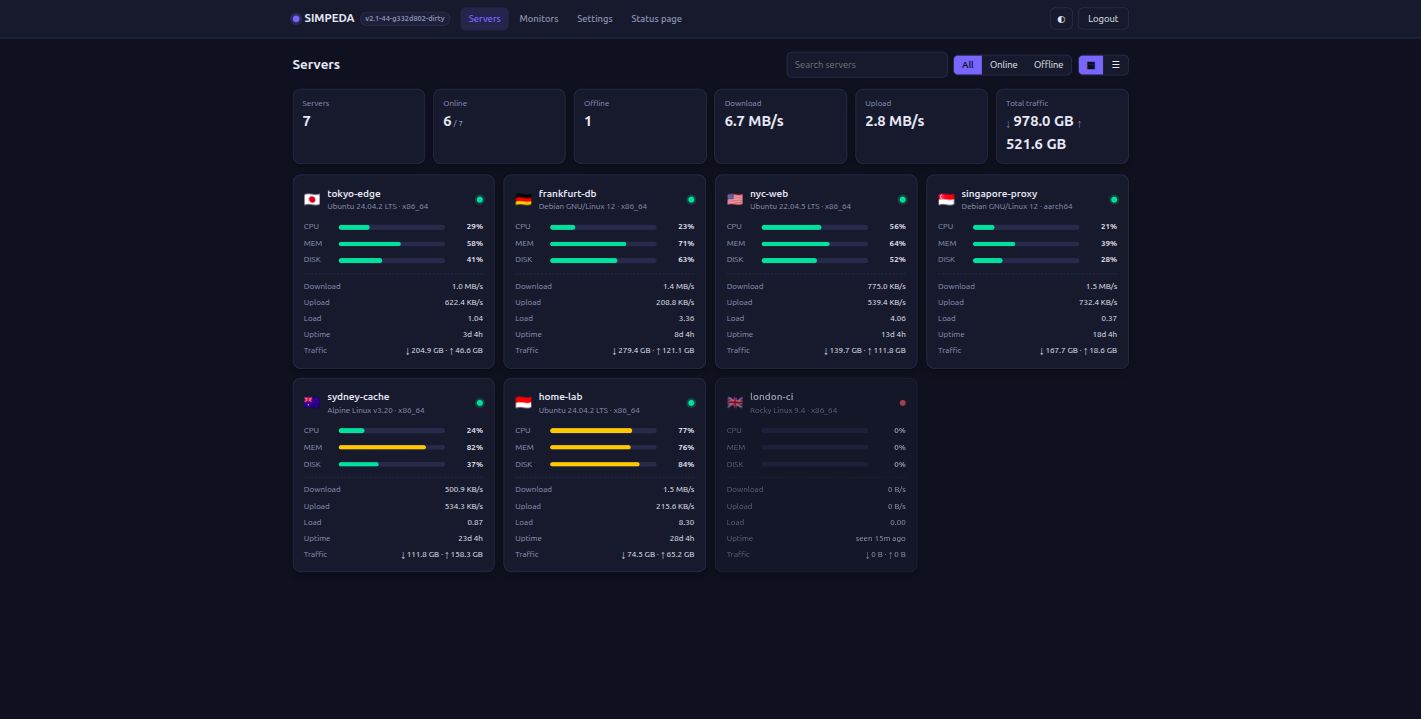 SIMPEDA v2.1-44-g332d802-dirty Servers Monitors Settings Status page Logout
Servers Search servers All Online Offline
Servers Online Offline Download Upload Total traffic
7 6 / 7 1 6.7 MB/s 2.8 MB/s ↓ 978.0 GB ↑
521.6 GB
tokyo-edge
Ubuntu 24.04.2 LTS · x86_64
CPU 29%
MEM 58%
DISK 41%
Download 1.0 MB/s
Upload 622.4 KB/s
Load 1.04
Uptime 3d 4h
Traffic ↓ 204.9 GB · ↑ 46.6 GB
frankfurt-db
Debian GNU/Linux 12 · x86_64
CPU 23%
MEM 71%
DISK 63%
Download 1.4 MB/s
Upload 208.8 KB/s
Load 3.36
Uptime 8d 4h
Traffic ↓ 279.4 GB · ↑ 121.1 GB
nyc-web
Ubuntu 22.04.5 LTS · x86_64
CPU 56%
MEM 64%
DISK 52%
Download 775.0 KB/s
Upload 539.4 KB/s
Load 4.06
Uptime 13d 4h
Traffic ↓ 139.7 GB · ↑ 111.8 GB
singapore-proxy
Debian GNU/Linux 12 · aarch64
CPU 21%
MEM 39%
DISK 28%
Download 1.5 MB/s
Upload 732.4 KB/s
Load 0.37
Uptime 18d 4h
Traffic ↓ 167.7 GB · ↑ 18.6 GB
sydney-cache
Alpine Linux v3.20 · x86_64
CPU 24%
MEM 82%
DISK 37%
Download 500.9 KB/s
Upload 534.3 KB/s
Load 0.87
Uptime 23d 4h
Traffic ↓ 111.8 GB · ↑ 158.3 GB
home-lab
Ubuntu 24.04.2 LTS · x86_64
CPU 77%
MEM 76%
DISK 84%
Download 1.5 MB/s
Upload 215.6 KB/s
Load 8.30
Uptime 28d 4h
Traffic ↓ 74.5 GB · ↑ 65.2 GB
london-ci
Rocky Linux 9.4 · x86_64
CPU 0%
MEM 0%
DISK 0%
Download 0 B/s
Upload 0 B/s
Load 0.00
Uptime seen 15m ago
Traffic ↓ 0 B · ↑ 0 B